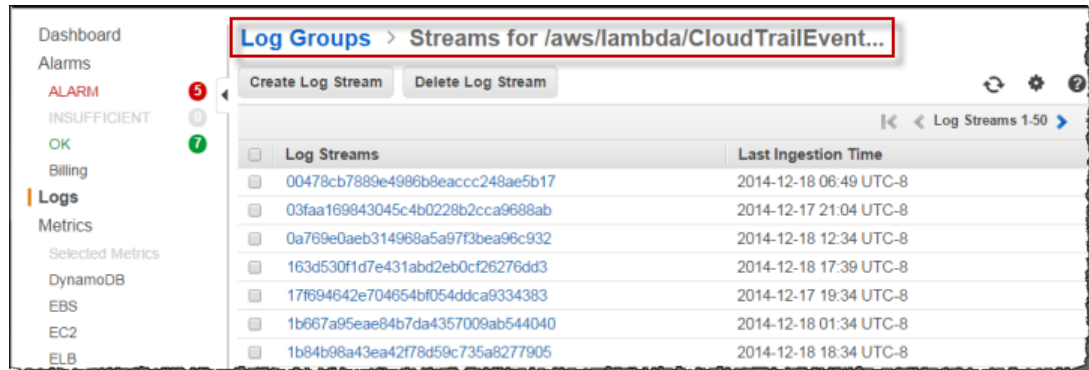 Dashboard
Alarms
ALARM 5
INSUFFICIENT 0
OK 7
Billing
Logs
Metrics
Selected Metrics
DynamoDB
EBS
EC2
ELB
Log Groups > Streams for /aws/lambda/CloudTrailEvent...
Create Log Stream Delete Log Stream
Log Streams 1-50
Log Streams Last Ingestion Time
00478cb7889e4986b8eaccc248ae5b17 2014-12-18 06:49 UTC-8
03faa169843045c4b0228b2cca9688ab 2014-12-17 21:04 UTC-8
0a769e0aeb314968a5a97f3bea96c932 2014-12-18 12:34 UTC-8
163d530f1d7e431abd2eb0cf26276dd3 2014-12-18 17:39 UTC-8
17f694642e704654bf054ddca9334383 2014-12-17 19:34 UTC-8
1b667a95eae84b7da4357009ab544040 2014-12-18 01:34 UTC-8
1b84b98a43ea42f78d59c735a8277905 2014-12-18 18:34 UTC-8